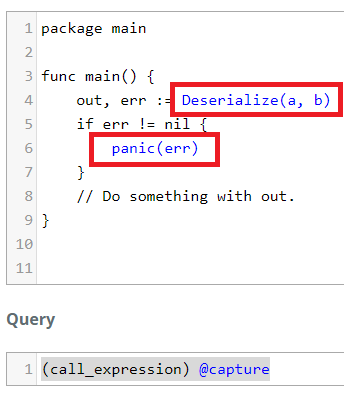 1 package main
2
3 func main() {
4 out, err := Deserialize(a, b)
5 if err != nil {
6 panic(err)
7 }
8 // Do something with out.
9 }
10
11
Query
1 (call_expression) @capture